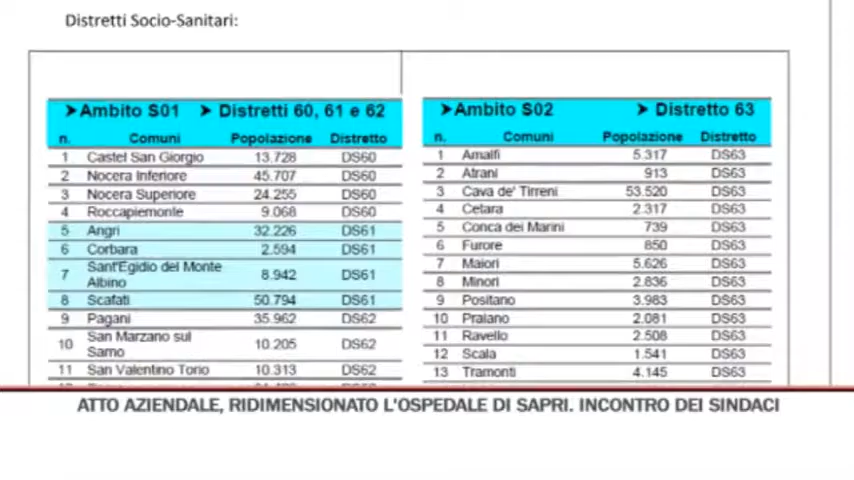 Distretti Socio-Sanitari:
➤Ambito S01 ➤ Distretti 60, 61 e 62
n. Comuni Popolazione Distretto
1 Castel San Giorgio 13.728 DS60
2 Nocera Inferiore 45.707 DS60
3 Nocera Superiore 24.255 DS60
4 Roccapiemonte 9.068 DS60
5 Angri 32.226 DS61
6 Corbara 2.594 DS61
7 Sant'Egidio del Monte Albino 8.942 DS61
8 Scafati 50.794 DS61
9 Pagani 35.962 DS62
10 San Marzano sul Sarno 10.205 DS62
11 San Valentino Torio 10.313 DS62
➤Ambito S02 ➤ Distretto 63
n. Comuni Popolazione Distretto
1 Amalfi 5.317 DS63
2 Atrani 913 DS63
3 Cava de' Tirreni 53.520 DS63
4 Cetara 2.317 DS63
5 Conca dei Marini 739 DS63
6 Furore 850 DS63
7 Maiori 5.626 DS63
8 Minori 2.836 DS63
9 Positano 3.983 DS63
10 Praiano 2.081 DS63
11 Ravello 2.508 DS63
12 Scala 1.541 DS63
13 Tramonti 4.145 DS63
ATTO AZIENDALE, RIDIMENSIONATO L'OSPEDALE DI SAPRI. INCONTRO DEI SINDACI